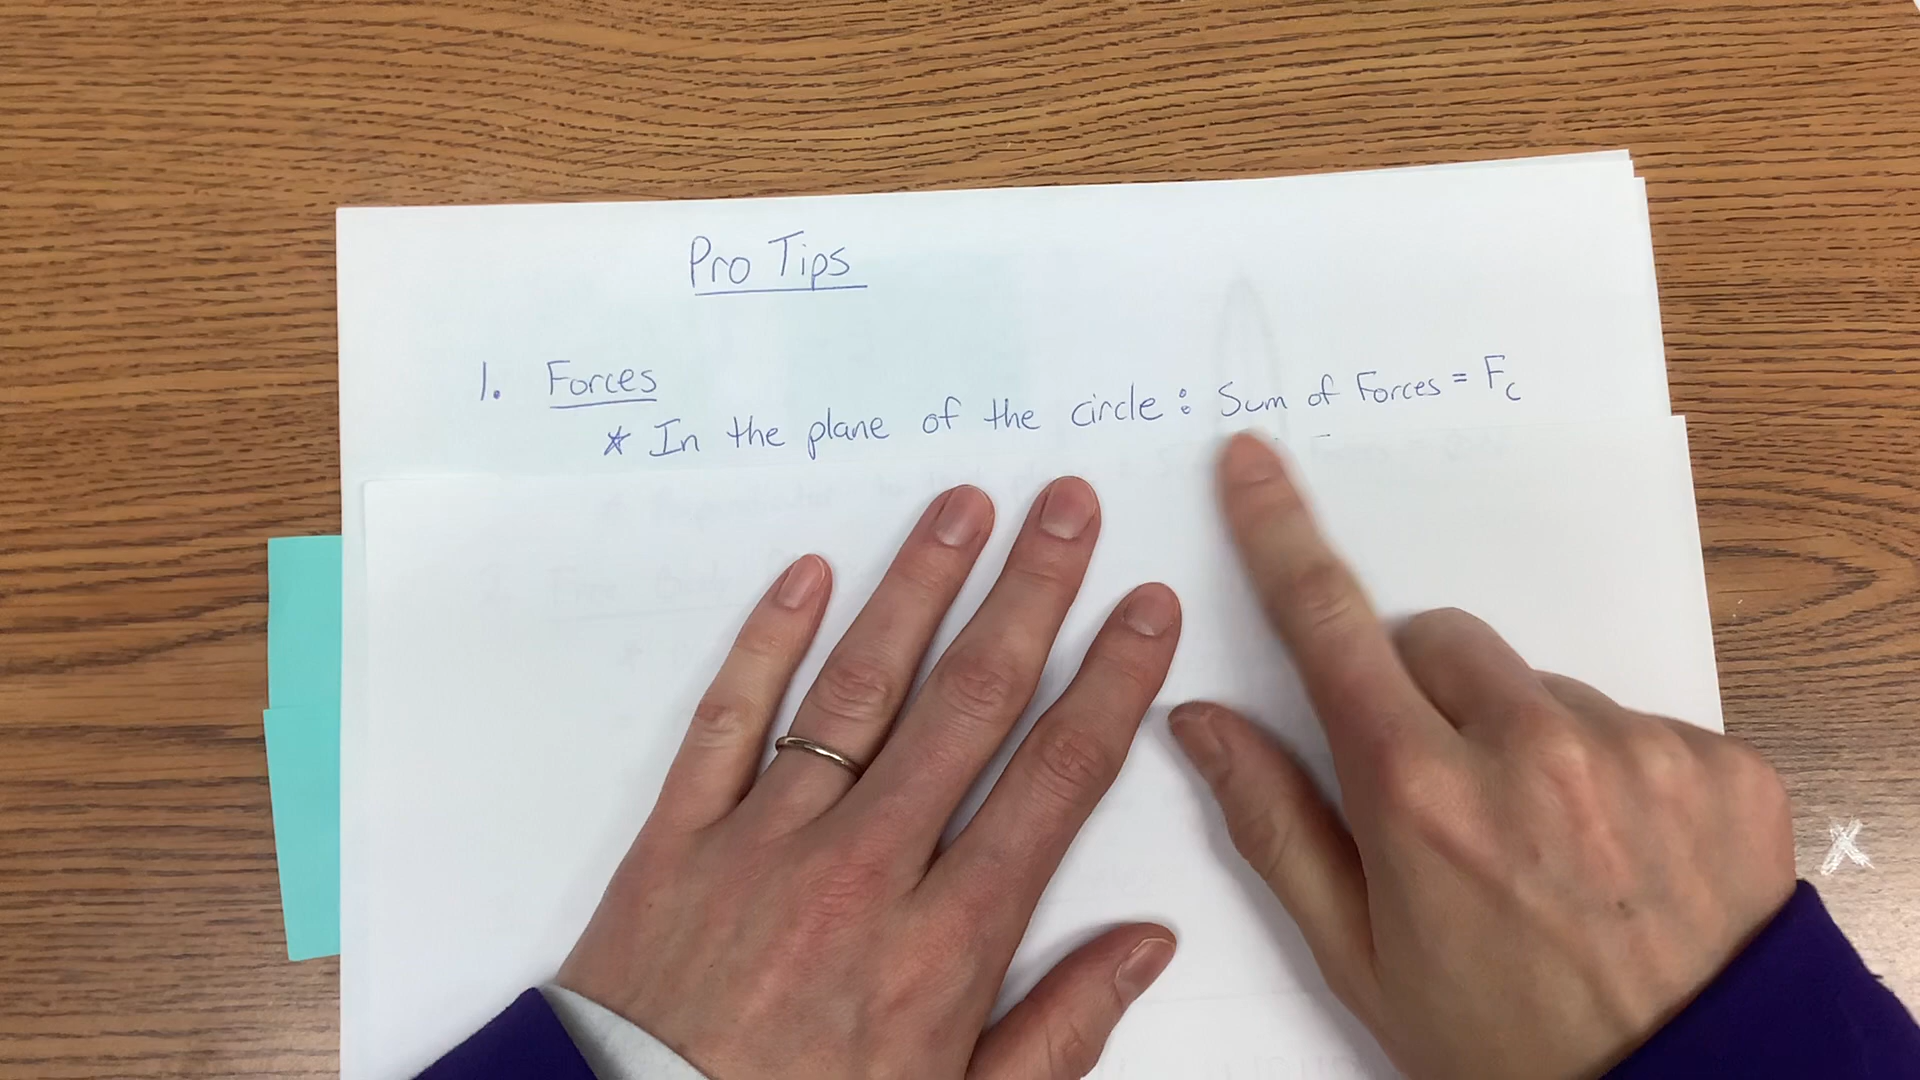 Pro Tips
1. Forces
* In the plane of the circle : Sum of Forces = Fc